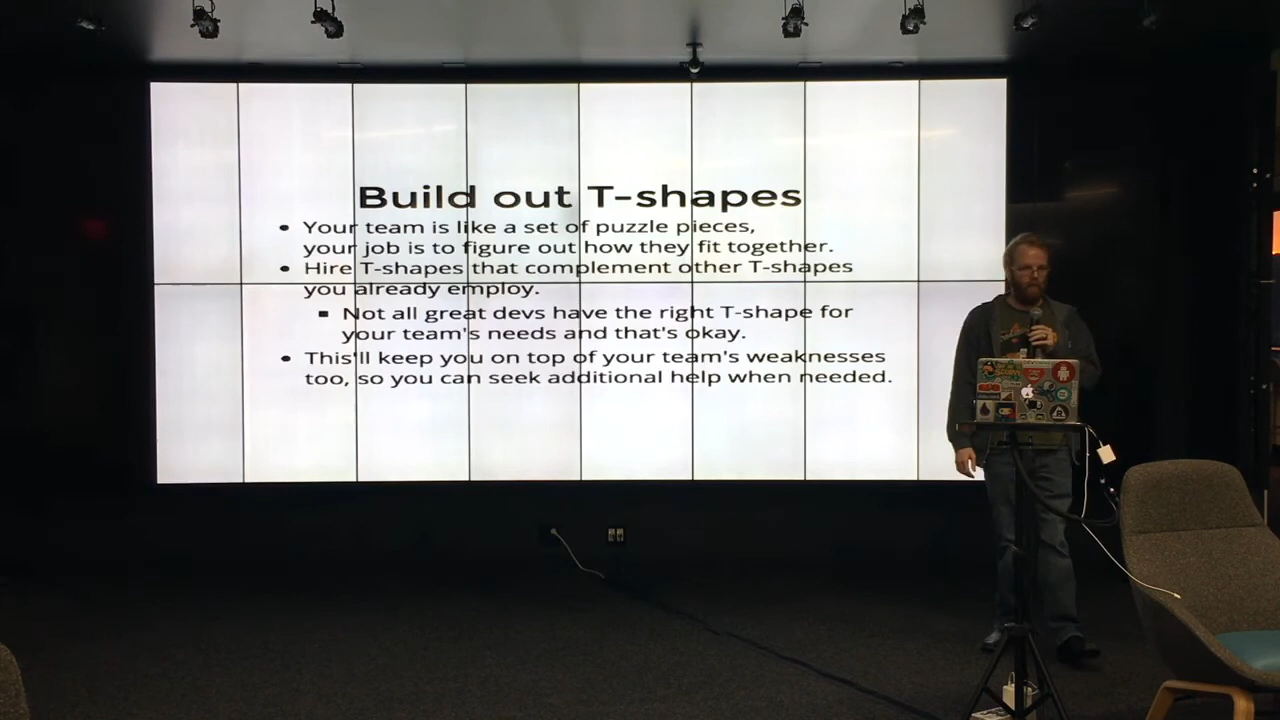 Build out T-shapes
• Your team is like a set of puzzle pieces,
your job is to figure out how they fit together.
• Hire T-shapes that complement other T-shapes
you already employ.
▪ Not all great devs have the right T-shape for
your team's needs and that's okay.
• This'll keep you on top of your team's weaknesses
too, so you can seek additional help when needed.